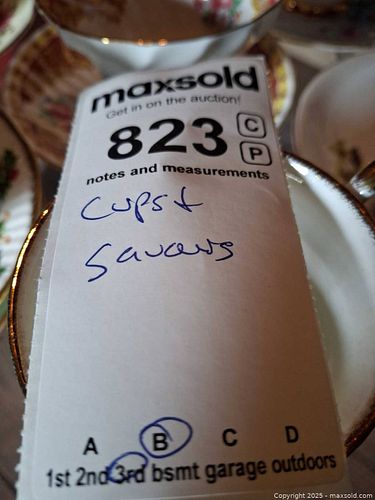 maxsold
Get in on the auction!
823 C
P
notes and measurements
Cups +
Savaurs
A B C D
1st 2nd 3rd bsmt garage outdoors
Copyright 2025 - maxsold.com